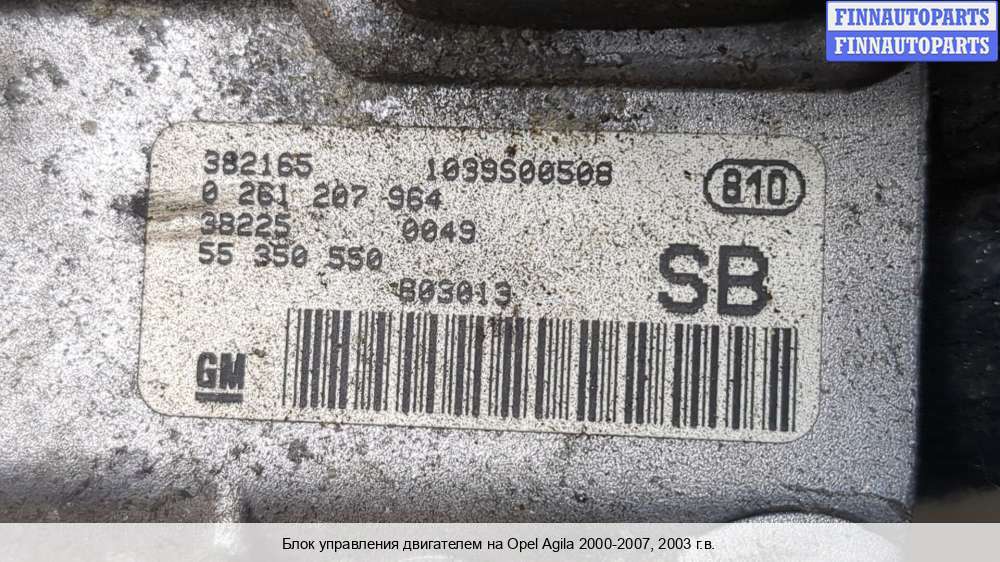 FINNAUTOPARTS
FINNAUTOPARTS
382165 1039S00508
0 261 207 964
810
38225 0049
55 350 550
SB
803013
GM
Блок управления двигателем на Opel Agila 2000-2007, 2003 г.в.